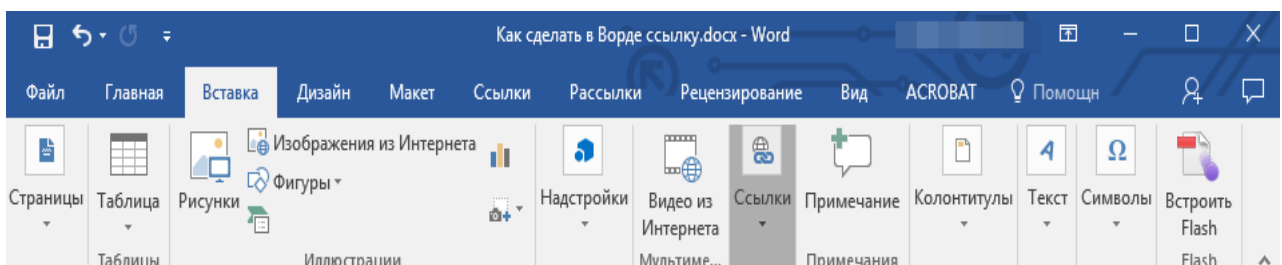 Как сделать в Ворде ссылку.docx - Word
Файл Главная Вставка Дизайн Макет Ссылки Рассылки Рецензирование Вид ACROBAT Помощн
Изображения из Интернета
Фигуры
Страницы Таблица Рисунки Надстройки Видео из Интернета Ссылки Примечание Колонтитулы Текст Символы Встроить Flash
Таблицы Иллюстрации Мультиме... Примечания Flash